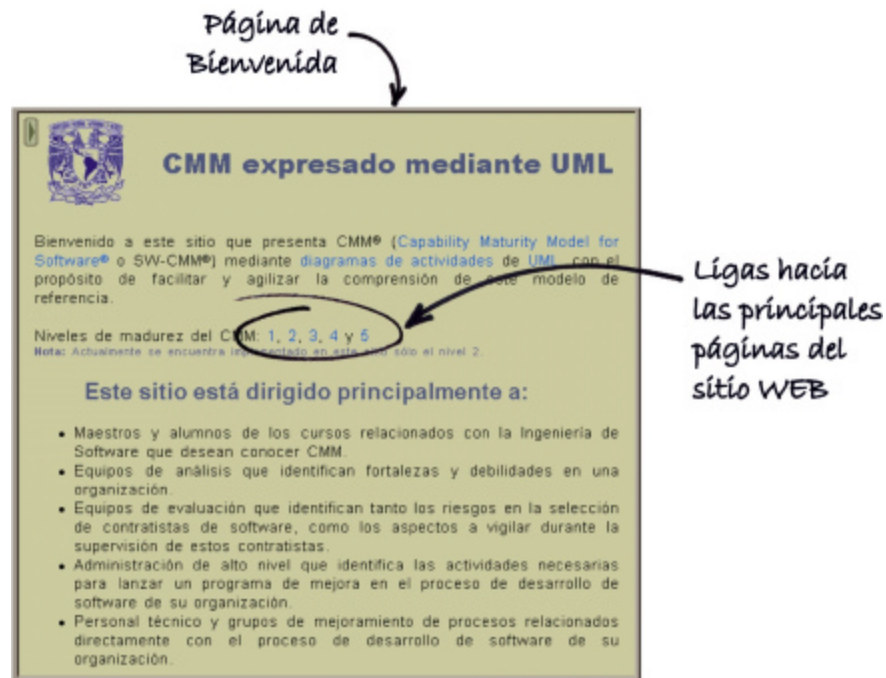 Página de
Bienvenida
CMM expresado mediante UML
Bienvenido a este sitio que presenta CMM® (Capability Maturity Model for
Software® o SW-CMM®) mediante diagramas de actividades de UML con el
propósito de facilitar y agilizar la comprensión de este modelo de
referencia.
Niveles de madurez del CMM: 1, 2, 3, 4 y 5
Nota: Actualmente se encuentra implementado en este sitio sólo el nivel 2.
Ligas hacia
las principales
páginas del
sitio WEB
Este sitio está dirigido principalmente a:
• Maestros y alumnos de los cursos relacionados con la Ingeniería de
Software que desean conocer CMM.
• Equipos de análisis que identifican fortalezas y debilidades en una
organización.
• Equipos de evaluación que identifican tanto los riesgos en la selección
de contratistas de software, como los aspectos a vigilar durante la
supervisión de estos contratistas.
• Administración de alto nivel que identifica las actividades necesarias
para lanzar un programa de mejora en el proceso de desarrollo de
software de su organización.
• Personal técnico y grupos de mejoramiento de procesos relacionados
directamente con el proceso de desarrollo de software de su
organización.